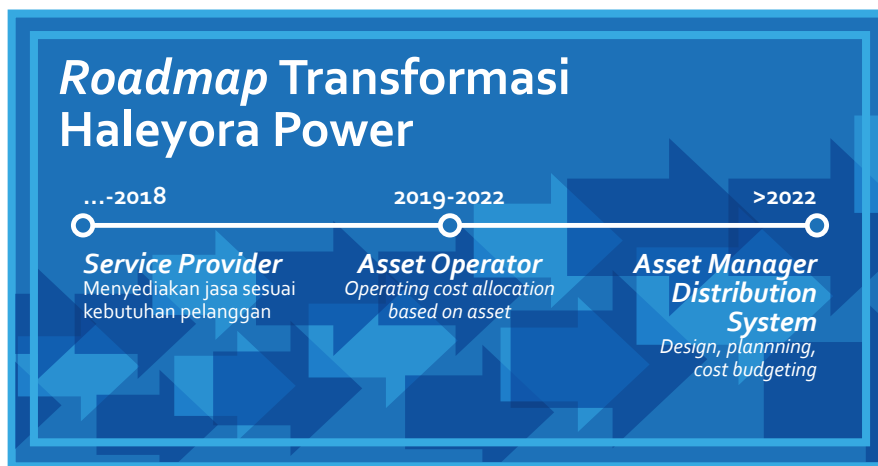 Roadmap Transformasi
Haleyora Power
...-2018
2019-2022
>2022
Service Provider
Menyediakan jasa sesuai
kebutuhan pelanggan
Asset Operator
Operating cost allocation
based on asset
Asset Manager
Distribution
System
Design, plannning,
cost budgeting